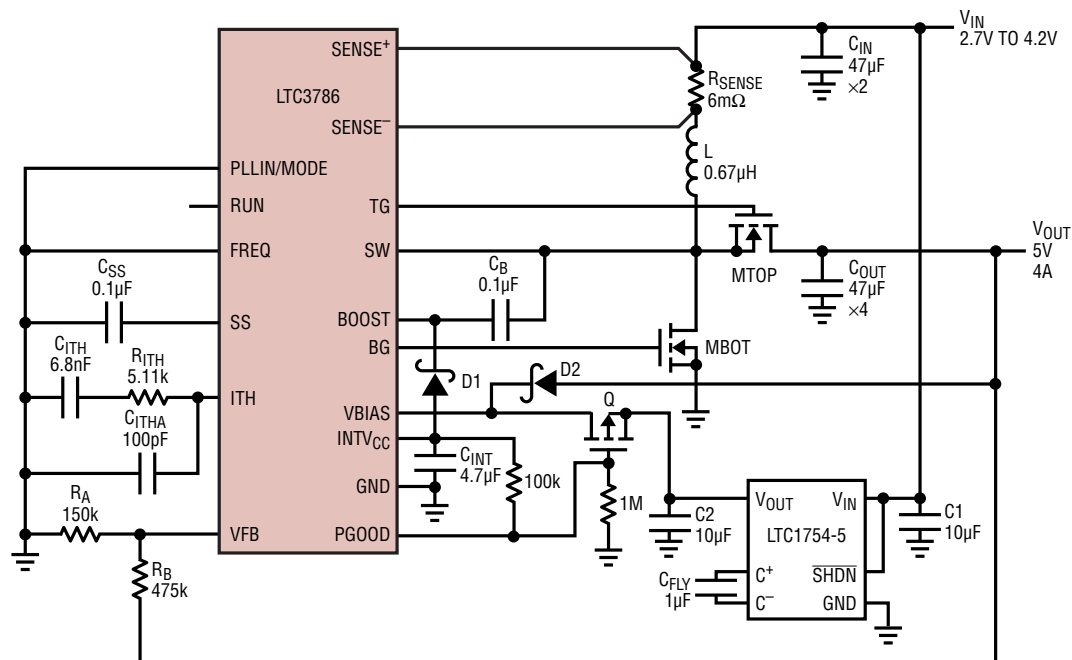 LTC3786
SENSE+
SENSE–
PLLIN/MODE
RUN
FREQ
SS
ITH
VFB
TG
SW
BOOST
BG
VBIAS
INTVCC
GND
PGOOD
VIN
2.7V TO 4.2V
CIN
47µF
×2
RSENSE
6mΩ
L
0.67µH
MTOP
VOUT
5V
4A
COUT
47µF
×4
MBOT
CB
0.1µF
D1
D2
Q
CSS
0.1µF
CITH
6.8nF
RITH
5.11k
CITHA
100pF
RA
150k
RB
475k
CINT
4.7µF
100k
1M
C2
10µF
CFLY
1µF
VOUT
VIN
LTC1754-5
C+
SHDN
C–
GND
C1
10µF